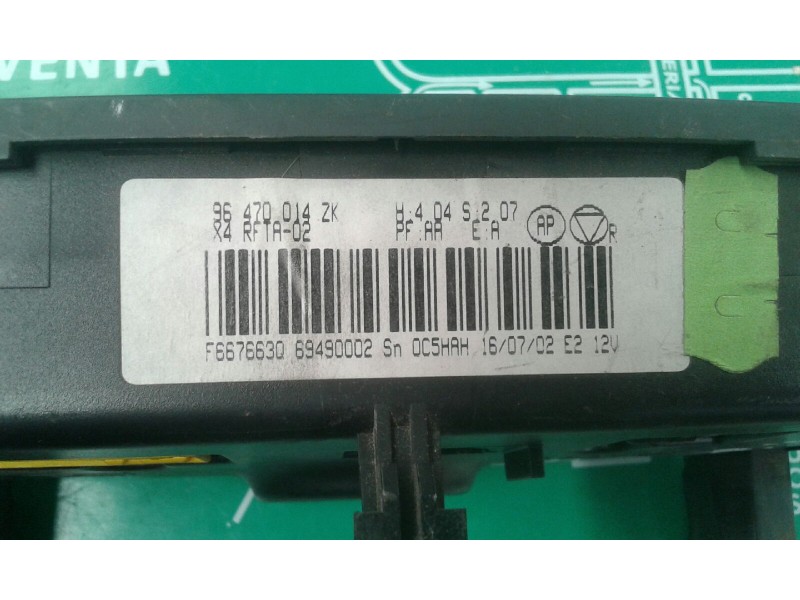 VENTA
96 470 014 ZK H:4.04 S:2.07
X4 RFTA-02 PF:AA E:A AP R
F6676630 69490002 Sn 0C5HAH 16/07/02 E2 12V